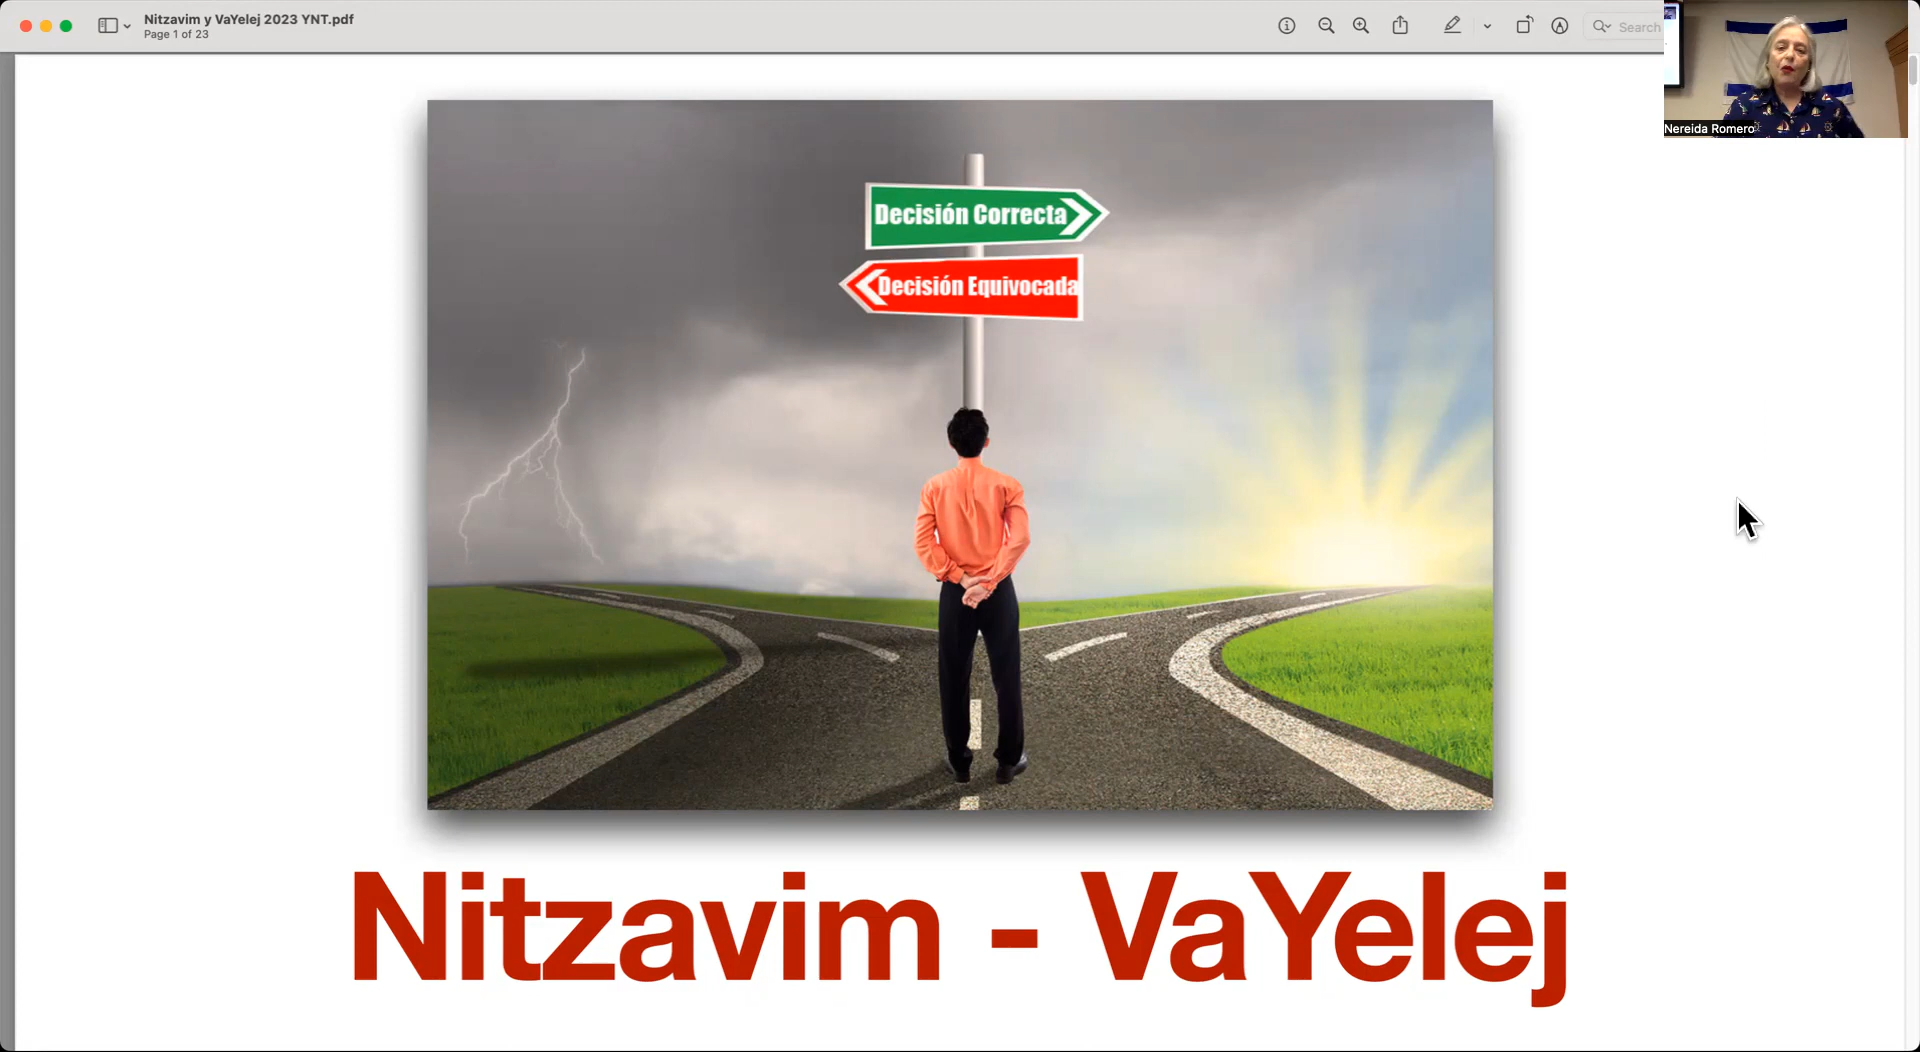 Nitzavim y VaYelej 2023 YNT.pdf
Page 1 of 23
Search
Nereida Romero
Decisión Correcta
Decisión Equivocada
Nitzavim - VaYelej